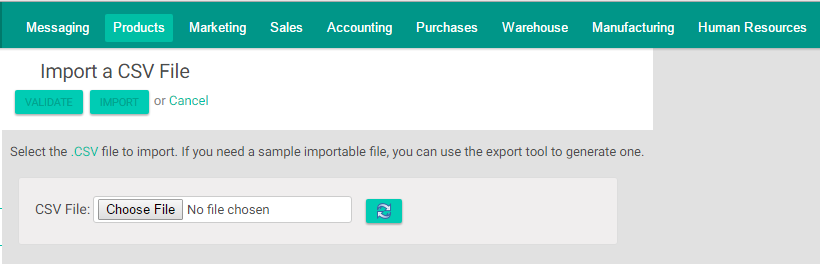 Messaging Products Marketing Sales Accounting Purchases Warehouse Manufacturing Human Resources
Import a CSV File
VALIDATE IMPORT or Cancel
Select the .CSV file to import. If you need a sample importable file, you can use the export tool to generate one.
CSV File: Choose File No file chosen